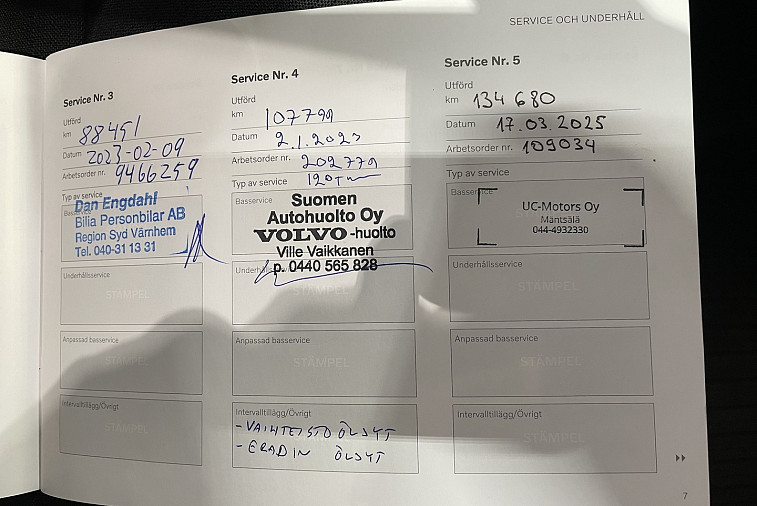 SERVICE OCH UNDERHÅLL
Service Nr. 3
Utförd
km 88451
Datum 2023-02-09
Arbetsorder nr. 9466259
Typ av service
Basservice
Dan Engdahl
Bilia Personbilar AB
Region Syd Värnhem
Tel. 040-31 13 31
Underhållsservice
STÄMPEL
Anpassad basservice
STÄMPEL
Intervalltillägg/Övrigt
STÄMPEL
Service Nr. 4
Utförd
km 107799
Datum 2.1.2023
Arbetsorder nr. 202779
Typ av service 120T
Basservice
Suomen
Autohuolto Oy
VOLVO -huolto
Ville Vaikkanen
p. 0440 565 828
Underhållsservice
STÄMPEL
Anpassad basservice
STÄMPEL
Intervalltillägg/Övrigt
- VAIHTEISTOÖLJYT
- ERADIN ÖLJYT
Service Nr. 5
Utförd
km 134 680
Datum 17.03.2025
Arbetsorder nr. 109034
Typ av service
Basservice
UC-Motors Oy
Mäntsälä
044-4932330
Underhållsservice
STÄMPEL
Anpassad basservice
STÄMPEL
Intervalltillägg/Övrigt
STÄMPEL
7